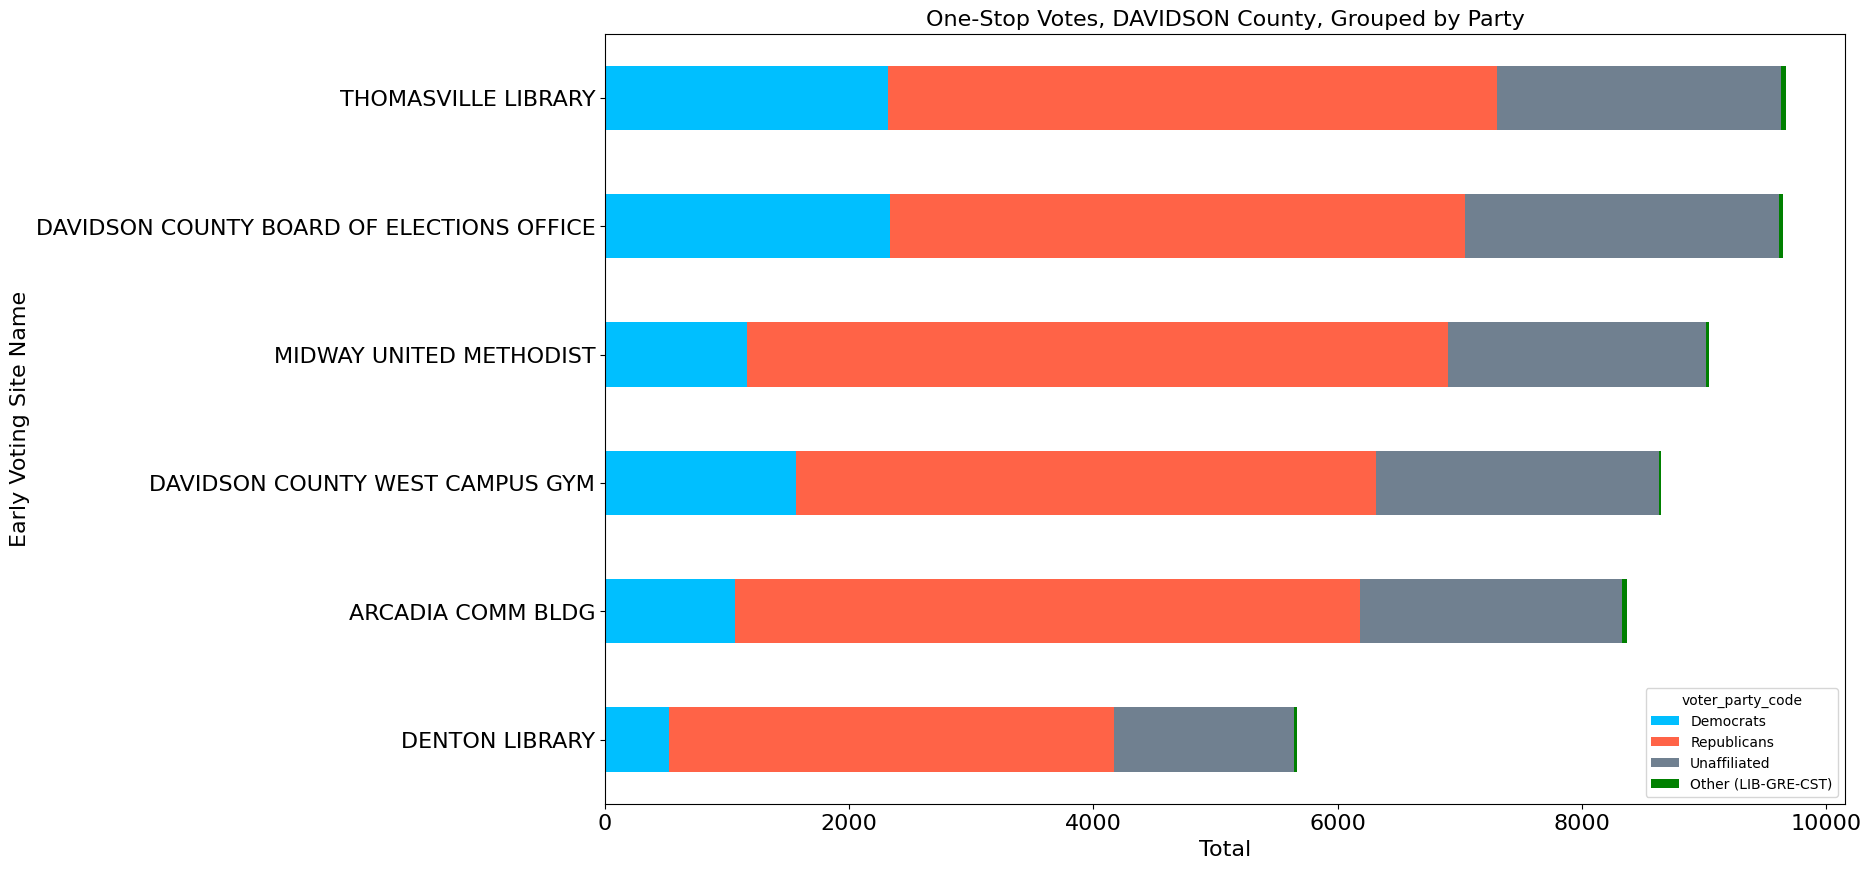 One-Stop Votes, DAVIDSON County, Grouped by Party
Early Voting Site Name
THOMASVILLE LIBRARY
DAVIDSON COUNTY BOARD OF ELECTIONS OFFICE
MIDWAY UNITED METHODIST
DAVIDSON COUNTY WEST CAMPUS GYM
ARCADIA COMM BLDG
DENTON LIBRARY
voter_party_code
Democrats
Republicans
Unaffiliated
Other (LIB-GRE-CST)
0 2000 4000 6000 8000 10000
Total